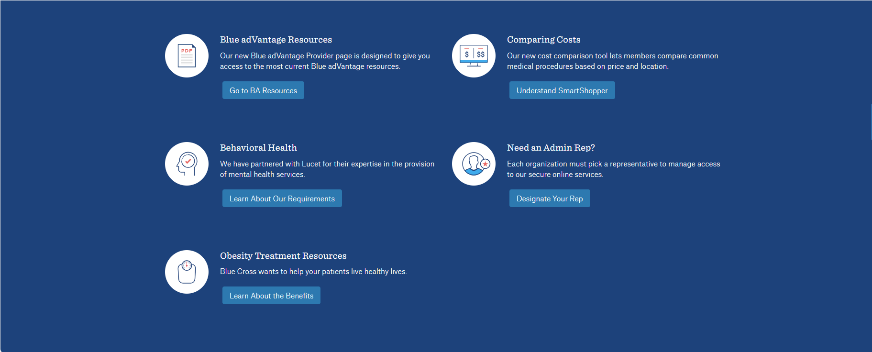 Blue adVantage Resources
PDF
Our new Blue adVantage Provider page is designed to give you
access to the most current Blue adVantage resources.
Go to BA Resources
Comparing Costs
$ $$
Our new cost comparison tool lets members compare common
medical procedures based on price and location.
Understand SmartShopper
Behavioral Health
We have partnered with Lucet for their expertise in the provision
of mental health services.
Learn About Our Requirements
Need an Admin Rep?
Each organization must pick a representative to manage access
to our secure online services.
Designate Your Rep
Obesity Treatment Resources
Blue Cross wants to help your patients live healthy lives.
Learn About the Benefits